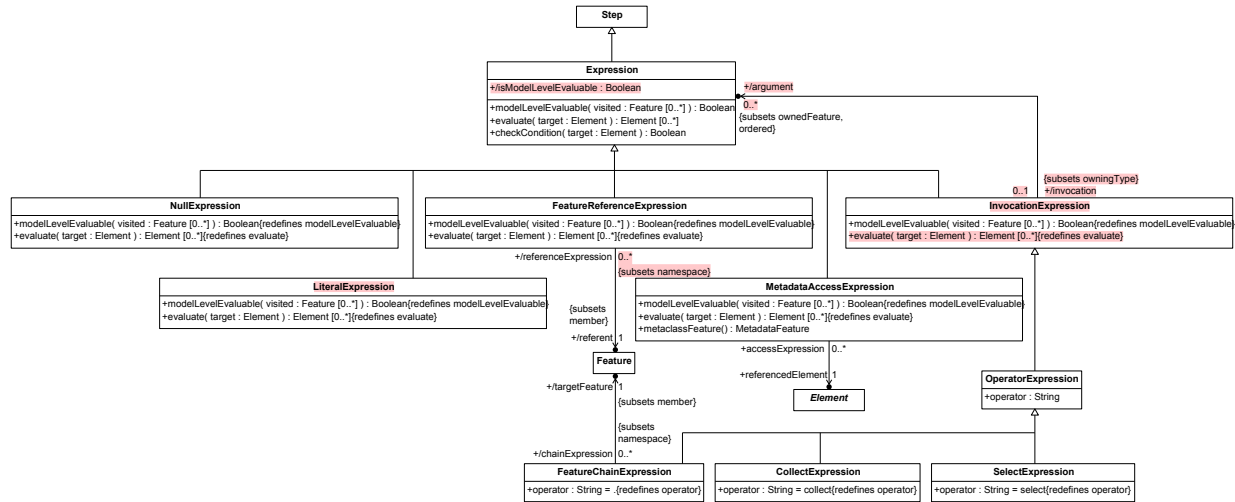 Step
Expression
+/isModelLevelEvaluable : Boolean
+modelLevelEvaluable( visited : Feature [0..*] ) : Boolean
+evaluate( target : Element ) : Element [0..*]
+checkCondition( target : Element ) : Boolean
+/argument
0..*
{subsets ownedFeature,
ordered}
{subsets owningType}
0..1
+/invocation
NullExpression
+modelLevelEvaluable( visited : Feature [0..*] ) : Boolean{redefines modelLevelEvaluable}
+evaluate( target : Element ) : Element [0..*]{redefines evaluate}
FeatureReferenceExpression
+modelLevelEvaluable( visited : Feature [0..*] ) : Boolean{redefines modelLevelEvaluable}
+evaluate( target : Element ) : Element [0..*]{redefines evaluate}
InvocationExpression
+modelLevelEvaluable( visited : Feature [0..*] ) : Boolean{redefines modelLevelEvaluable}
+evaluate( target : Element ) : Element [0..*]{redefines evaluate}
+/referenceExpression
0..*
{subsets namespace}
LiteralExpression
+modelLevelEvaluable( visited : Feature [0..*] ) : Boolean{redefines modelLevelEvaluable}
+evaluate( target : Element ) : Element [0..*]{redefines evaluate}
MetadataAccessExpression
+modelLevelEvaluable( visited : Feature [0..*] ) : Boolean{redefines modelLevelEvaluable}
+evaluate( target : Element ) : Element [0..*]{redefines evaluate}
+metaclassFeature() : MetadataFeature
{subsets
member}
+/referent
1
Feature
+accessExpression
0..*
+referencedElement
1
Element
+/targetFeature
1
{subsets member}
{subsets
namespace}
+/chainExpression
0..*
OperatorExpression
+operator : String
FeatureChainExpression
+operator : String = .{redefines operator}
CollectExpression
+operator : String = collect{redefines operator}
SelectExpression
+operator : String = select{redefines operator}